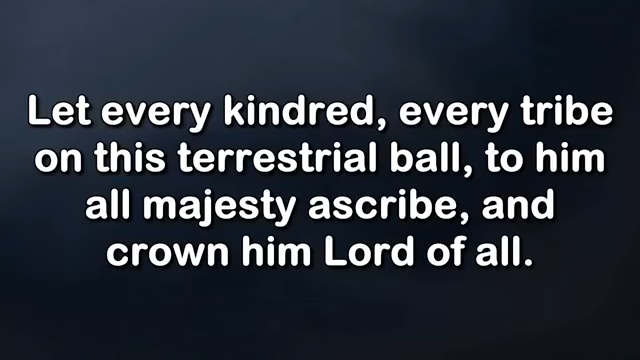 Let every kindred, every tribe
on this terrestrial ball, to him
all majesty ascribe, and
crown him Lord of all.